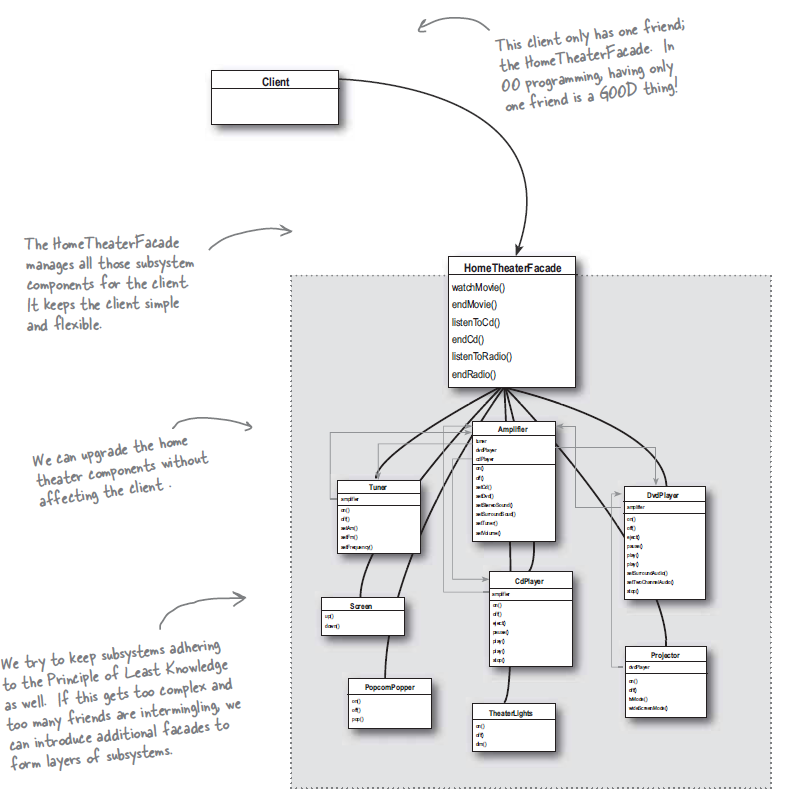 This client only has one friend;
the HomeTheaterFacade. In
OO programming, having only
one friend is a GOOD thing!
Client
The HomeTheaterFacade
manages all those subsystem
components for the client.
It keeps the client simple
and flexible.
HomeTheaterFacade
watchMovie()
endMovie()
listenToCd()
endCd()
listenToRadio()
endRadio()
We can upgrade the home
theater components without
affecting the client.
Amplifier
tuner
dvdPlayer
cdPlayer
on()
off()
setCd()
setDvd()
setStereoSound()
setSurroundSoud()
setTuner()
setVolume()
Tuner
amplifier
on()
off()
setAm()
setFm()
setFrequency()
DvdPlayer
amplifier
on()
off()
eject()
pause()
play()
play()
setSurroundAudio()
setTwoChannelAudio()
stop()
CdPlayer
amplifier
on()
off()
eject()
pause()
play()
play()
stop()
Screen
up()
down()
We try to keep subsystems adhering
to the Principle of Least Knowledge
as well. If this gets too complex and
too many friends are intermingling, we
can introduce additional facades to
form layers of subsystems.
PopcornPopper
on()
off()
pop()
Projector
dvdPlayer
on()
off()
tvMode()
wideScreenMode()
TheaterLights
on()
off()
dim()